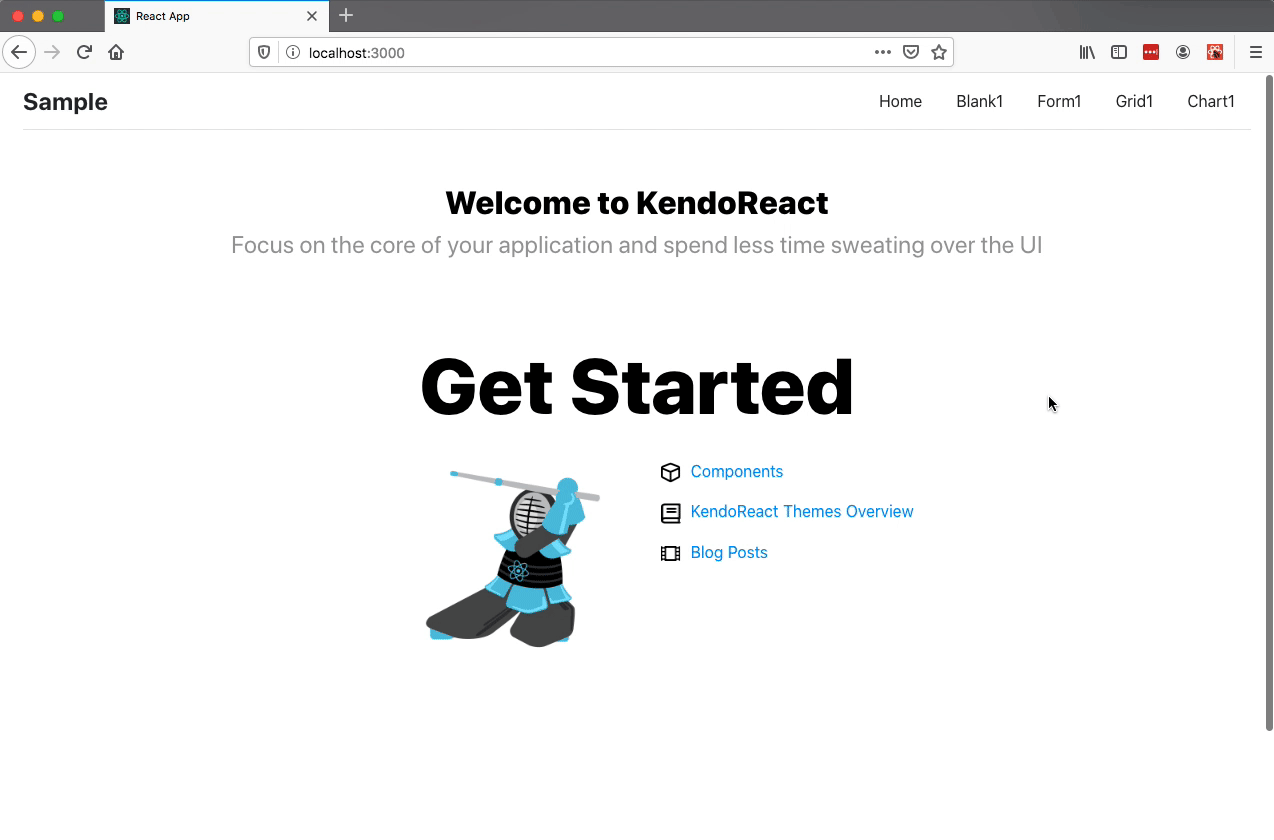 React App
localhost:3000
Sample
Home Blank1 Form1 Grid1 Chart1
Welcome to KendoReact
Focus on the core of your application and spend less time sweating over the UI
Get Started
Components
KendoReact Themes Overview
Blog Posts